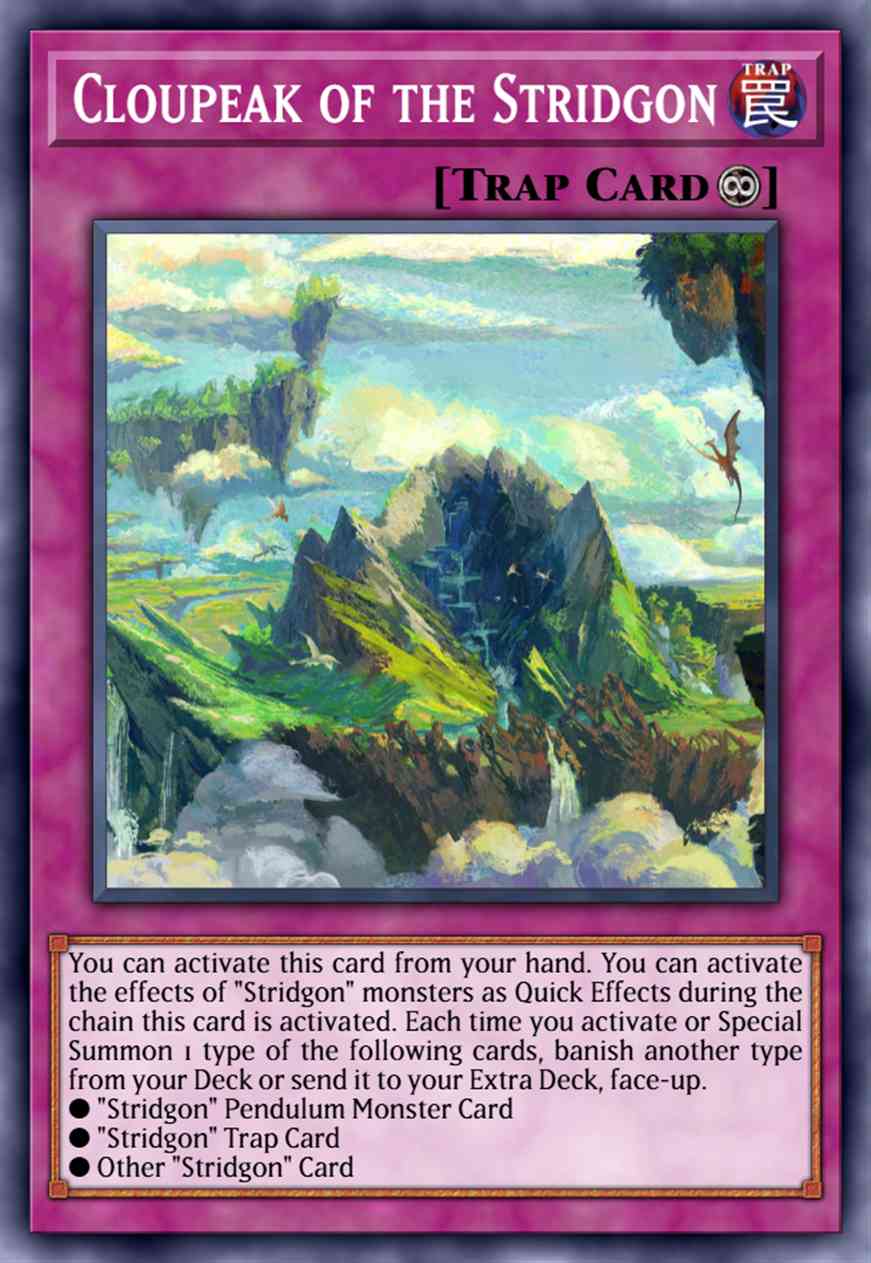 Cloupeak of the Stridgon
TRAP
罠
[Trap Card ♾]
You can activate this card from your hand. You can activate
the effects of "Stridgon" monsters as Quick Effects during the
chain this card is activated. Each time you activate or Special
Summon 1 type of the following cards, banish another type
from your Deck or send it to your Extra Deck, face-up.
● "Stridgon" Pendulum Monster Card
● "Stridgon" Trap Card
● Other "Stridgon" Card